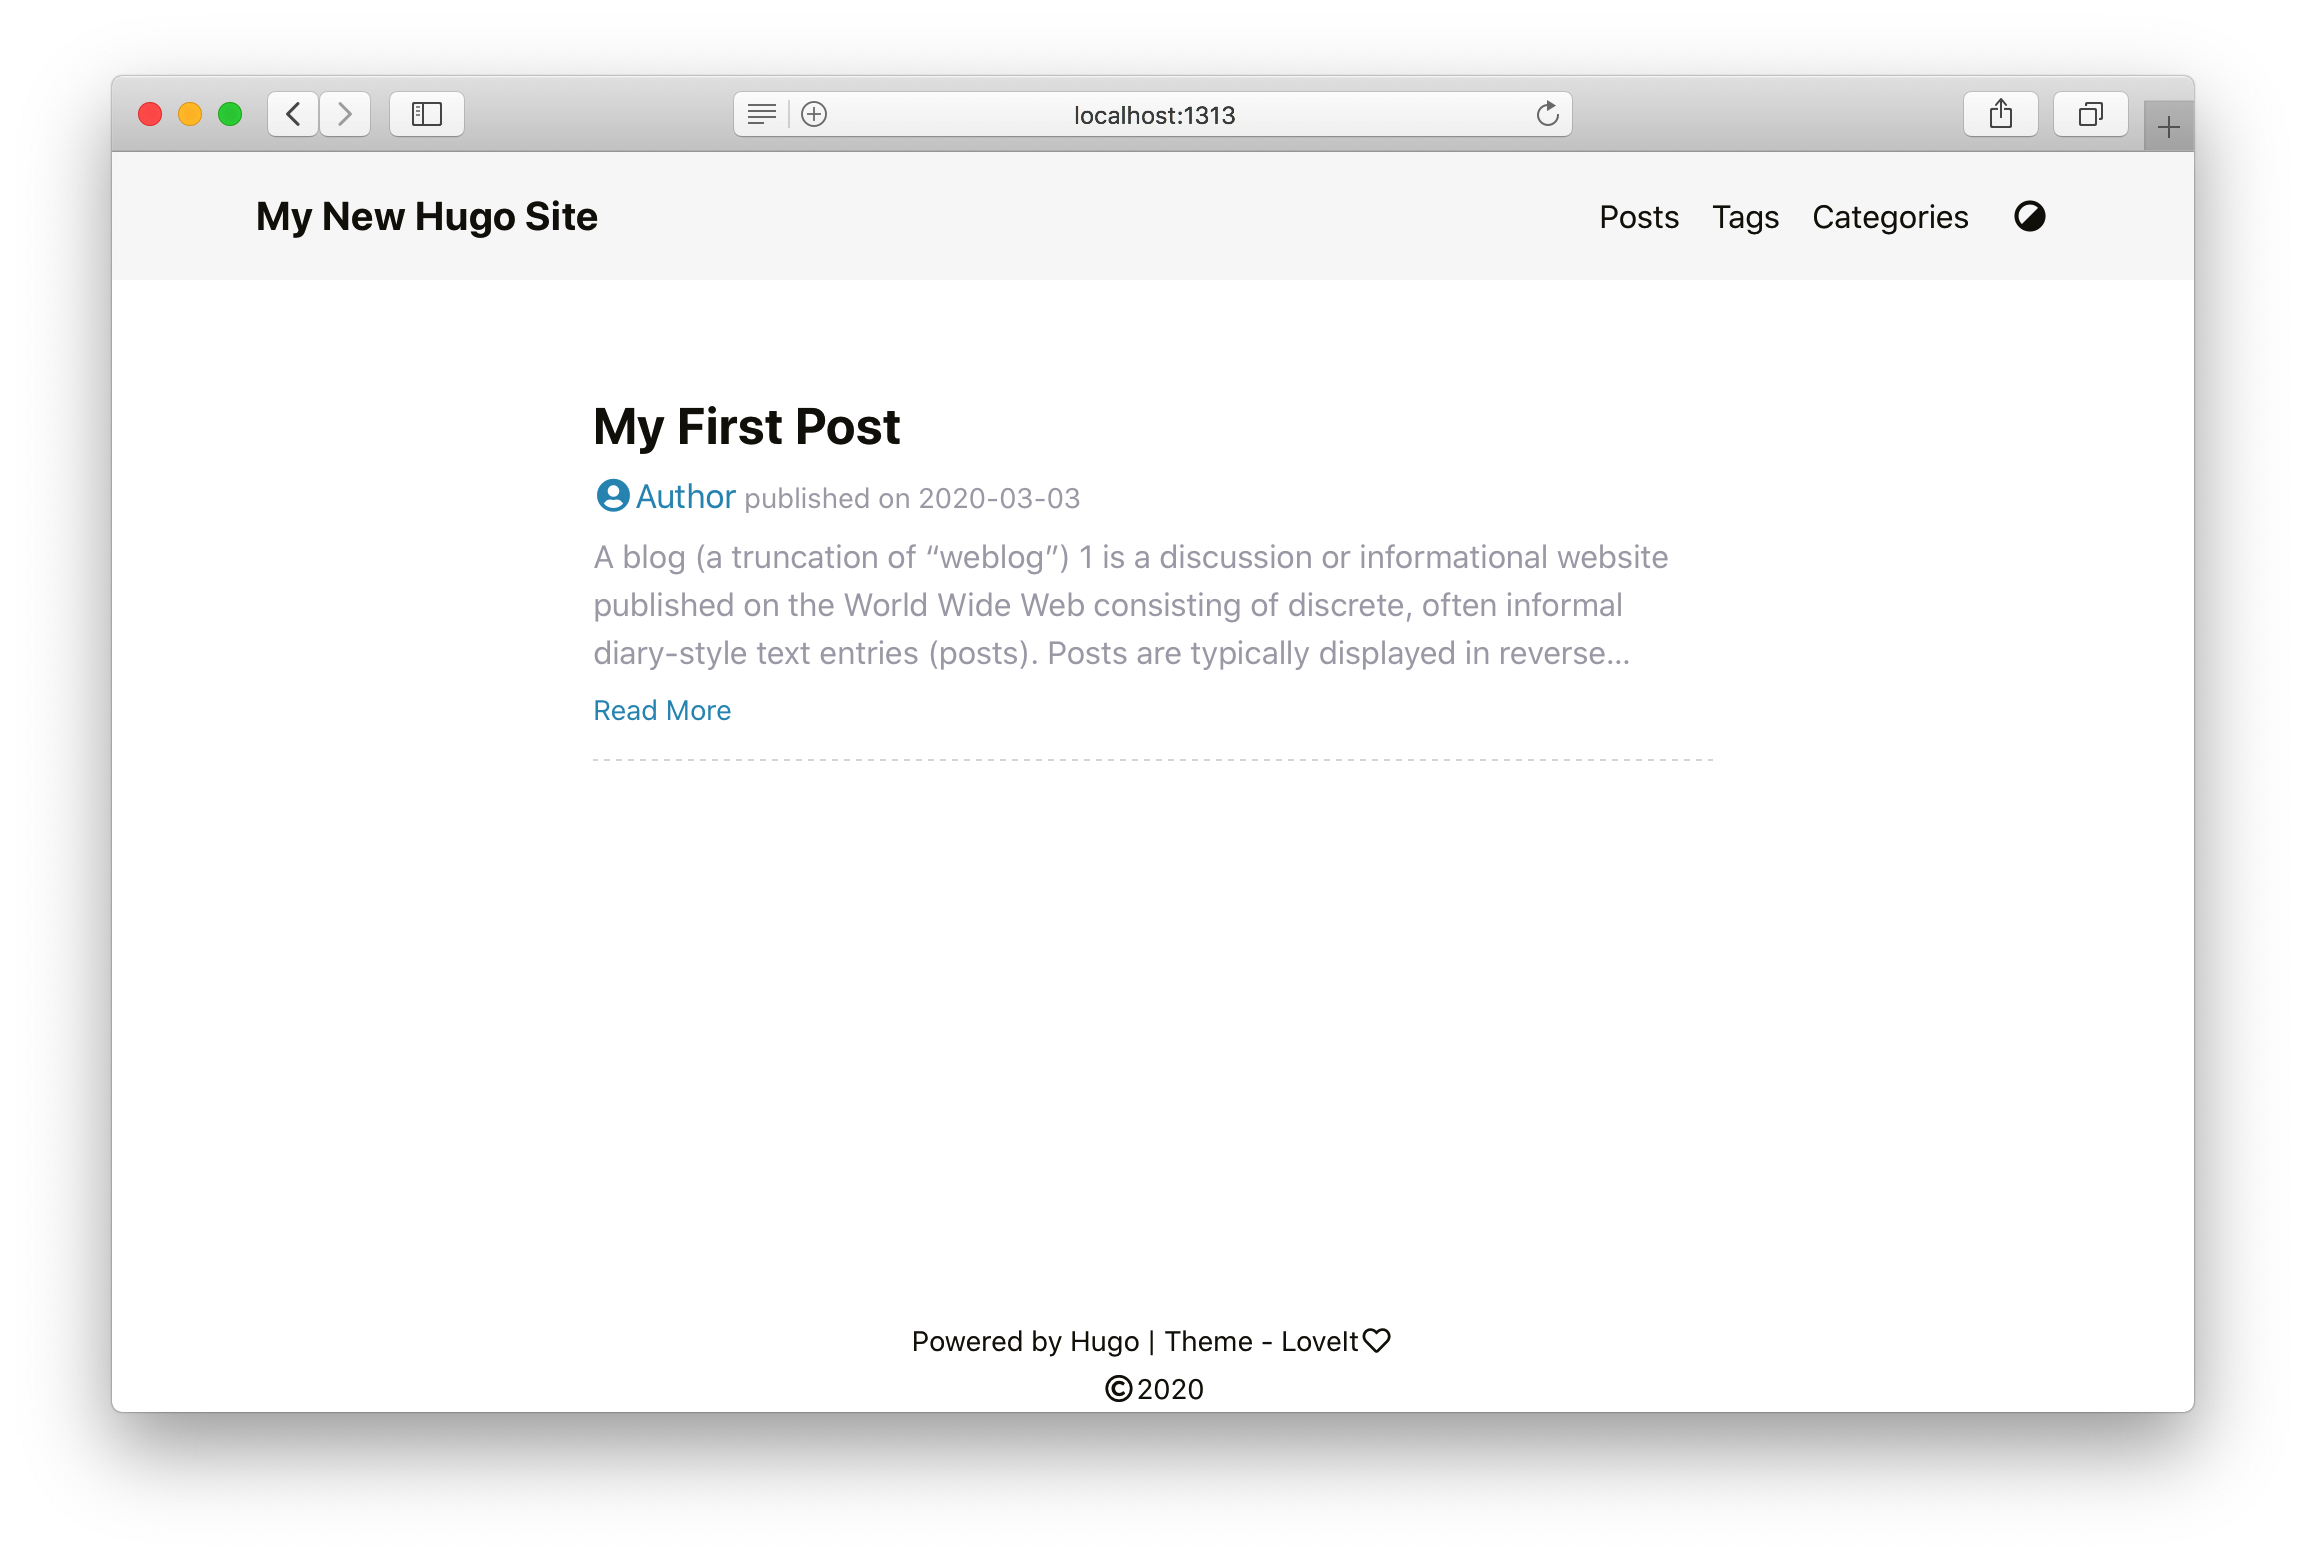 localhost:1313
My New Hugo Site
Posts Tags Categories
My First Post
Author published on 2020-03-03
A blog (a truncation of “weblog”) 1 is a discussion or informational website
published on the World Wide Web consisting of discrete, often informal
diary-style text entries (posts). Posts are typically displayed in reverse...
Read More
Powered by Hugo | Theme - LoveIt
© 2020